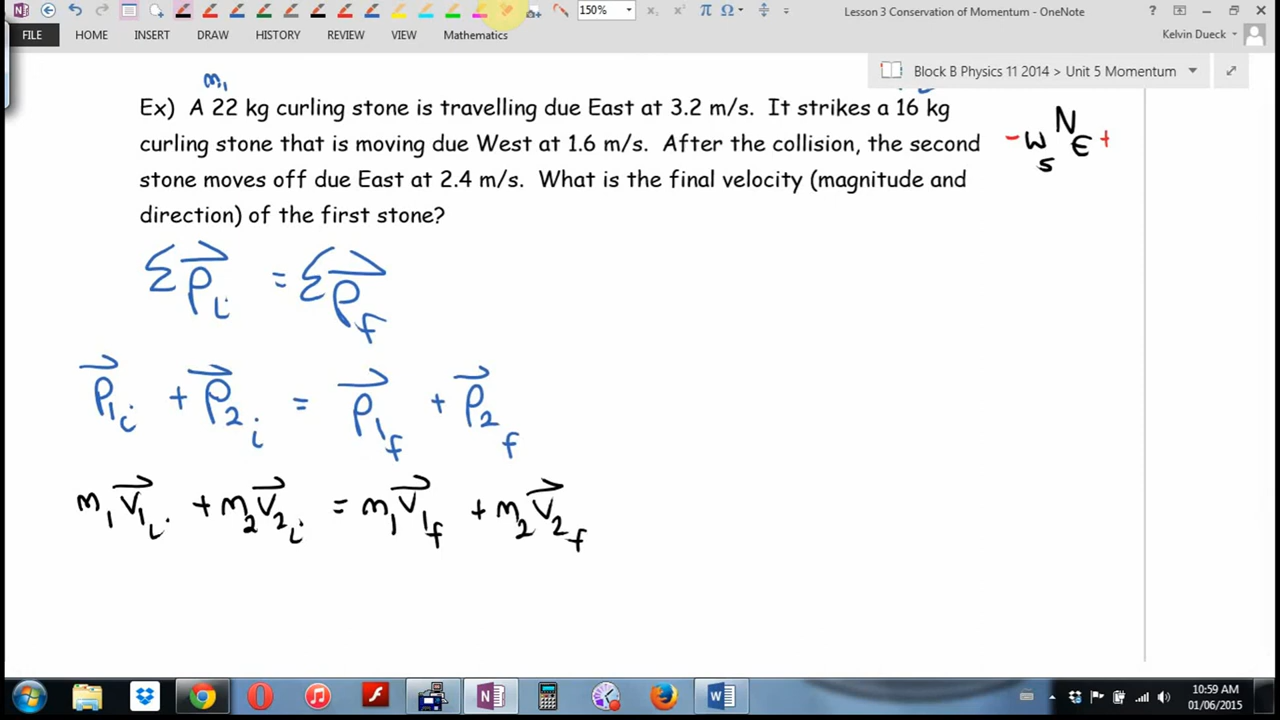 150%
Lesson 3 Conservation of Momentum - OneNote
FILE HOME INSERT DRAW HISTORY REVIEW VIEW Mathematics
Kelvin Dueck
Block B Physics 11 2014 > Unit 5 Momentum
m₁
Ex) A 22 kg curling stone is travelling due East at 3.2 m/s. It strikes a 16 kg
curling stone that is moving due West at 1.6 m/s. After the collision, the second
stone moves off due East at 2.4 m/s. What is the final velocity (magnitude and
direction) of the first stone?
N
- W E +
S
Σp⃗i = Σp⃗f
p⃗1i + p⃗2i = p⃗1f + p⃗2f
m₁v⃗1i + m₂v⃗2i = m₁v⃗1f + m₂v⃗2f
10:59 AM
01/06/2015